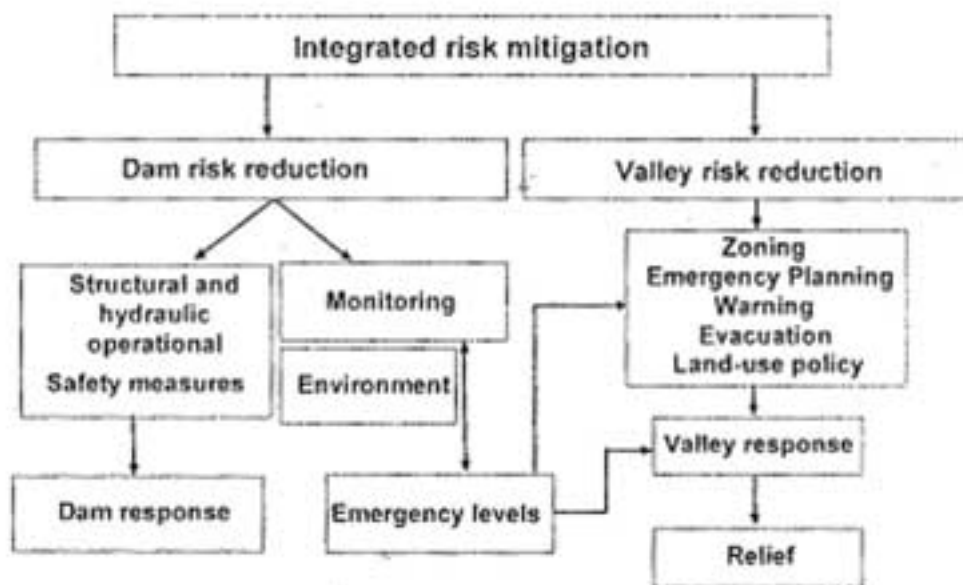 Integrated risk mitigation
Dam risk reduction
Valley risk reduction
Structural and
hydraulic
operational
Safety measures
Monitoring
Environment
Zoning
Emergency Planning
Warning
Evacuation
Land-use policy
Dam response
Emergency levels
Valley response
Relief